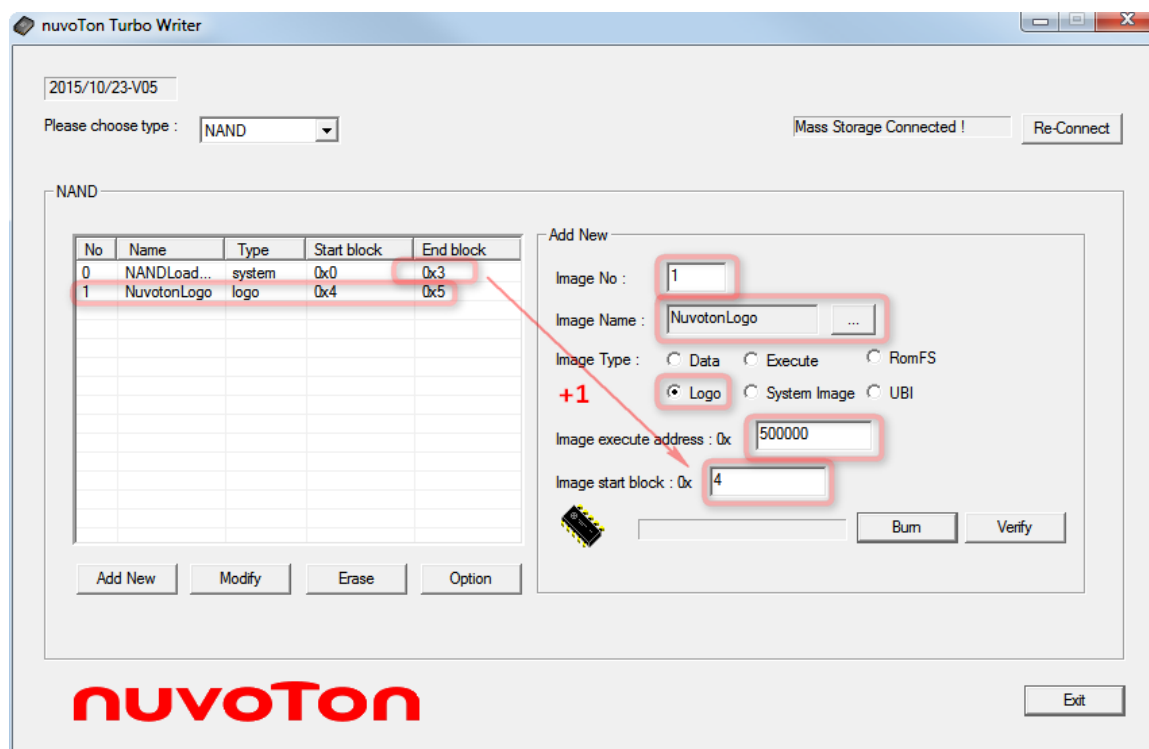 nuvoTon Turbo Writer
2015/10/23-V05
Please choose type : NAND
Mass Storage Connected ! Re-Connect
NAND
No Name Type Start block End block
0 NANDLoad... system 0x0 0x3
1 NuvotonLogo logo 0x4 0x5
Add New Modify Erase Option
Add New
Image No : 1
Image Name : NuvotonLogo ...
Image Type : Data Execute RomFS
+1 Logo System Image UBI
Image execute address : 0x 500000
Image start block : 0x 4
Burn Verify
nuvoTon
Exit